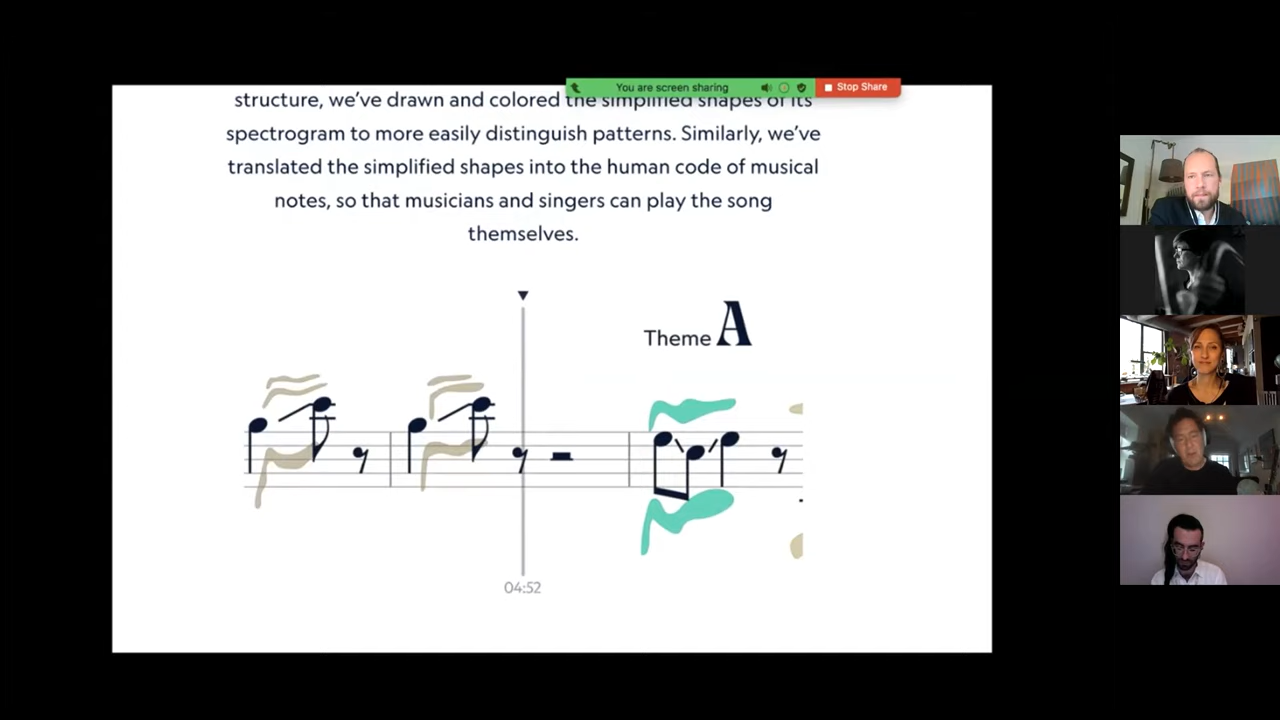 You are screen sharing
Stop Share
structure, we've drawn and colored the simplified shapes of its
spectrogram to more easily distinguish patterns. Similarly, we've
translated the simplified shapes into the human code of musical
notes, so that musicians and singers can play the song
themselves.
Theme A
04:52